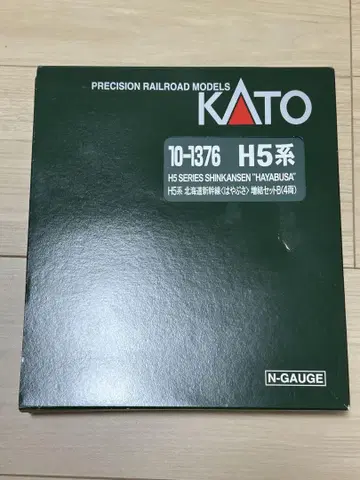 PRECISION RAILROAD MODELS
KATO
10-1376 H5系
H5 SERIES SHINKANSEN "HAYABUSA"
H5系 北海道新幹線〈はやぶさ〉 増結セットB(4両)
N-GAUGE